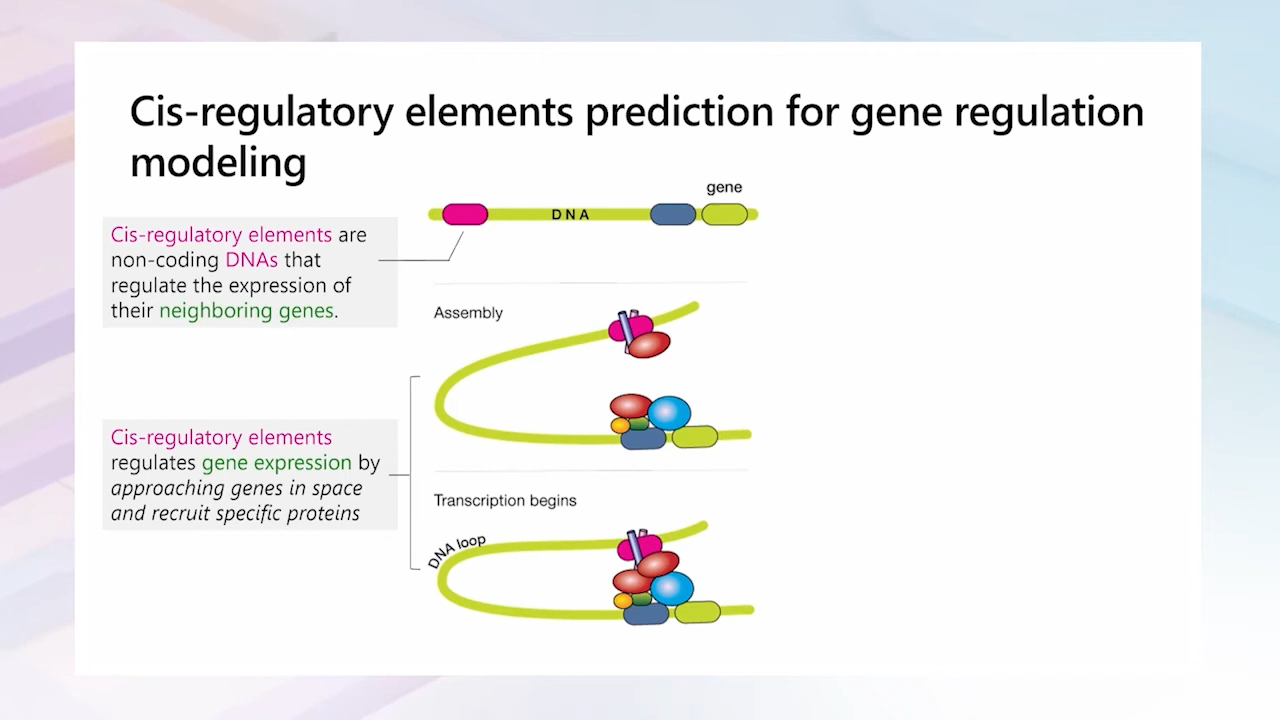 Cis-regulatory elements prediction for gene regulation
modeling
gene
DNA
Cis-regulatory elements are
non-coding DNAs that
regulate the expression of
their neighboring genes.
Assembly
Cis-regulatory elements
regulates gene expression by
approaching genes in space
and recruit specific proteins
Transcription begins
DNA loop